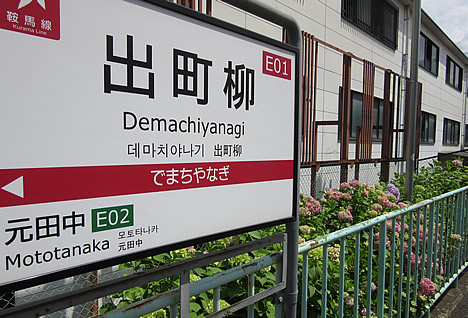 鞍馬線
Kurama Line
E01
出町柳
Demachiyanagi
데마치야나기 出町柳
でまちやなぎ
元田中 E02
Mototanaka
모토타나카
元田中